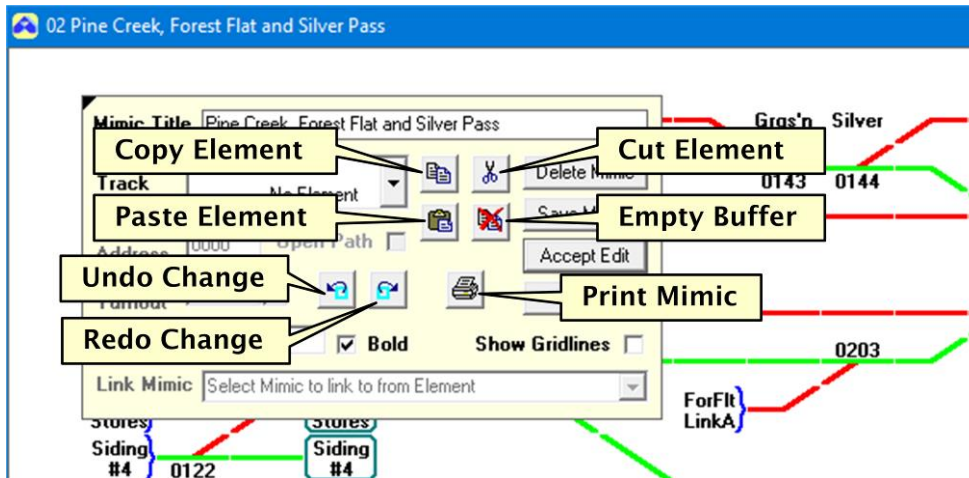 02 Pine Creek, Forest Flat and Silver Pass
Mimic Title Pine Creek, Forest Flat and Silver Pass
Gras'n Silver
Copy Element
Cut Element
Track
No Element
Delete Mimic
0143 0144
Paste Element
Empty Buffer
Address 0000 Open Path
Accept Edit
Undo Change
Print Mimic
Turnout
Redo Change
Bold
Show Gridlines
0203
Link Mimic Select Mimic to link to from Element
ForFlt
LinkA
Stores
Stores
Siding
#4
0122
Siding
#4